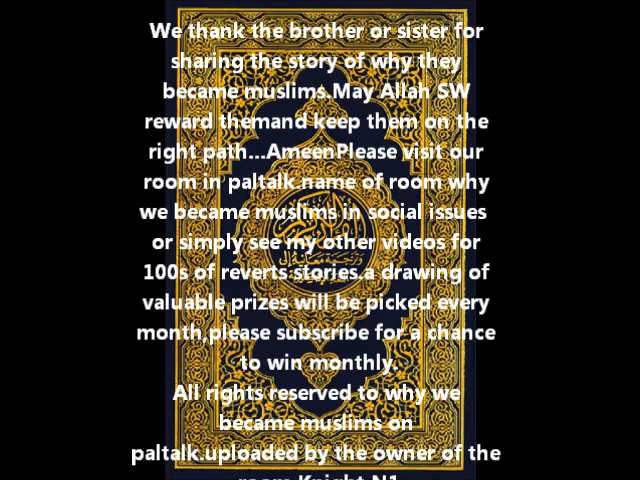 We thank the brother or sister for
sharing the story of why they
became muslims.May Allah SW
reward themand keep them on the
right path...AmeenPlease visit our
room in paltalk.name of room why
we became muslims in social issues
or simply see my other videos for
100s of reverts stories.a drawing of
valuable prizes will be picked every
month,please subscribe for a chance
to win monthly.
All rights reserved to why we
became muslims on
paltalk.uploaded by the owner of the
room Knight N1